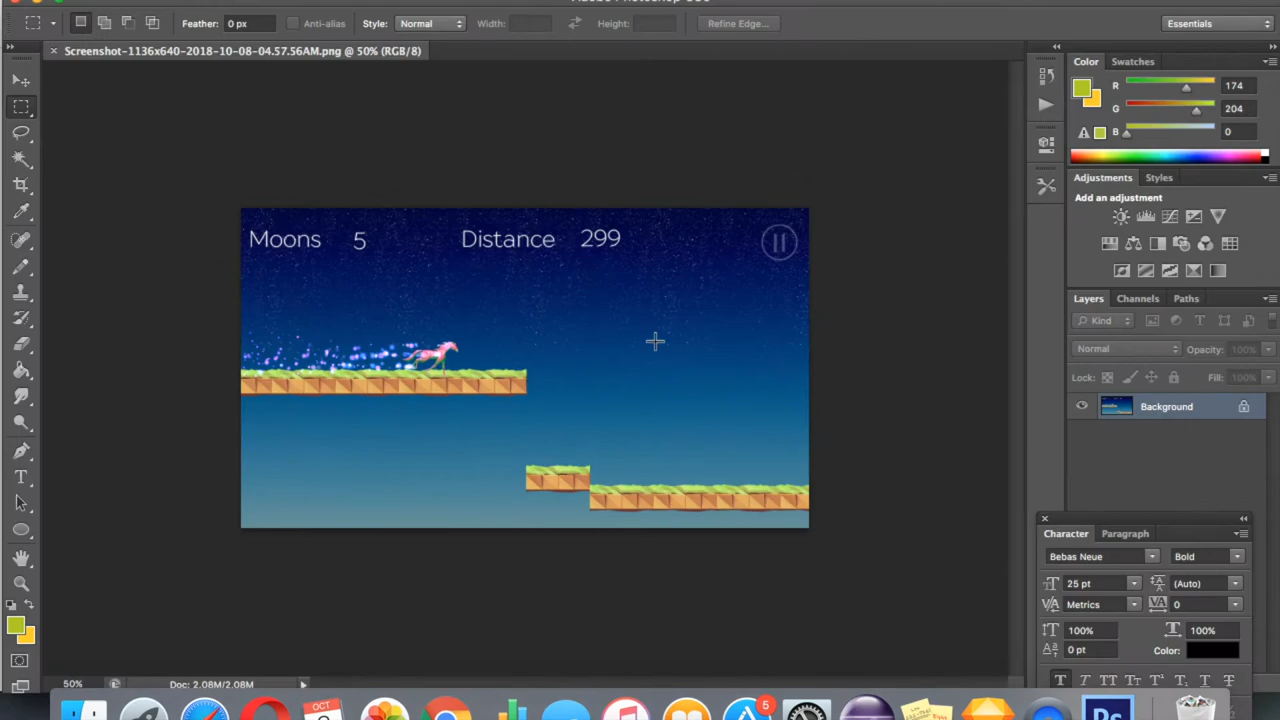 Feather: 0 px Anti-alias Style: Normal Width: Height: Refine Edge... Essentials
Screenshot-1136x640-2018-10-08-04.57.56AM.png @ 50% (RGB/8)
Color Swatches
R 174
G 204
B 0
Adjustments Styles
Add an adjustment
Layers Channels Paths
Kind
Normal Opacity: 100%
Lock: Fill: 100%
Background
Moons 5 Distance 299
Character Paragraph
Bebas Neue Bold
25 pt (Auto)
Metrics 0
100% 100%
0 pt Color:
50% Doc: 2.08M/2.08M
OCT
5
Ps